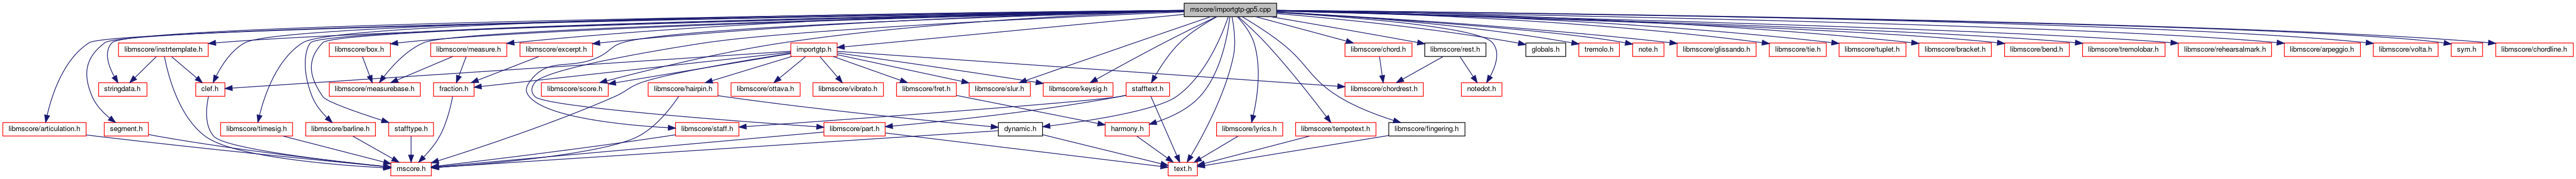 mscore/importgtp-gp5.cpp
libmscore/instrtemplate.h
libmscore/box.h
libmscore/measure.h
libmscore/excerpt.h
importgtp.h
libmscore/chord.h
libmscore/rest.h
globals.h
tremolo.h
note.h
libmscore/glissando.h
libmscore/tie.h
libmscore/tuplet.h
libmscore/bracket.h
libmscore/bend.h
libmscore/tremolobar.h
libmscore/rehearsalmark.h
libmscore/arpeggio.h
libmscore/volta.h
sym.h
libmscore/chordline.h
stringdata.h
clef.h
libmscore/measurebase.h
fraction.h
libmscore/score.h
libmscore/hairpin.h
libmscore/ottava.h
libmscore/vibrato.h
libmscore/fret.h
libmscore/slur.h
libmscore/keysig.h
stafftext.h
libmscore/chordrest.h
notedot.h
libmscore/articulation.h
segment.h
libmscore/timesig.h
libmscore/barline.h
stafftype.h
libmscore/staff.h
libmscore/part.h
dynamic.h
harmony.h
libmscore/lyrics.h
libmscore/tempotext.h
libmscore/fingering.h
mscore.h
text.h